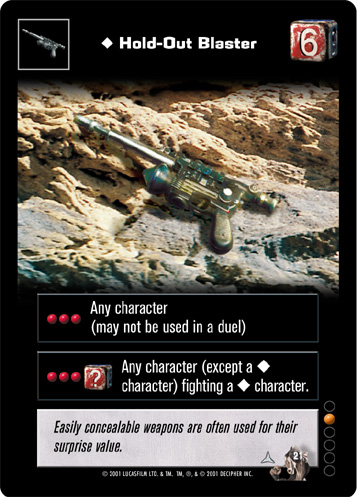 ◆ Hold-Out Blaster
6
Any character
(may not be used in a duel)
?
Any character (except a ◆
character) fighting a ◆ character.
Easily concealable weapons are often used for their
surprise value.
21
© 2001 LUCASFILM LTD. & TM. TM, ®, & © 2001 DECIPHER INC.